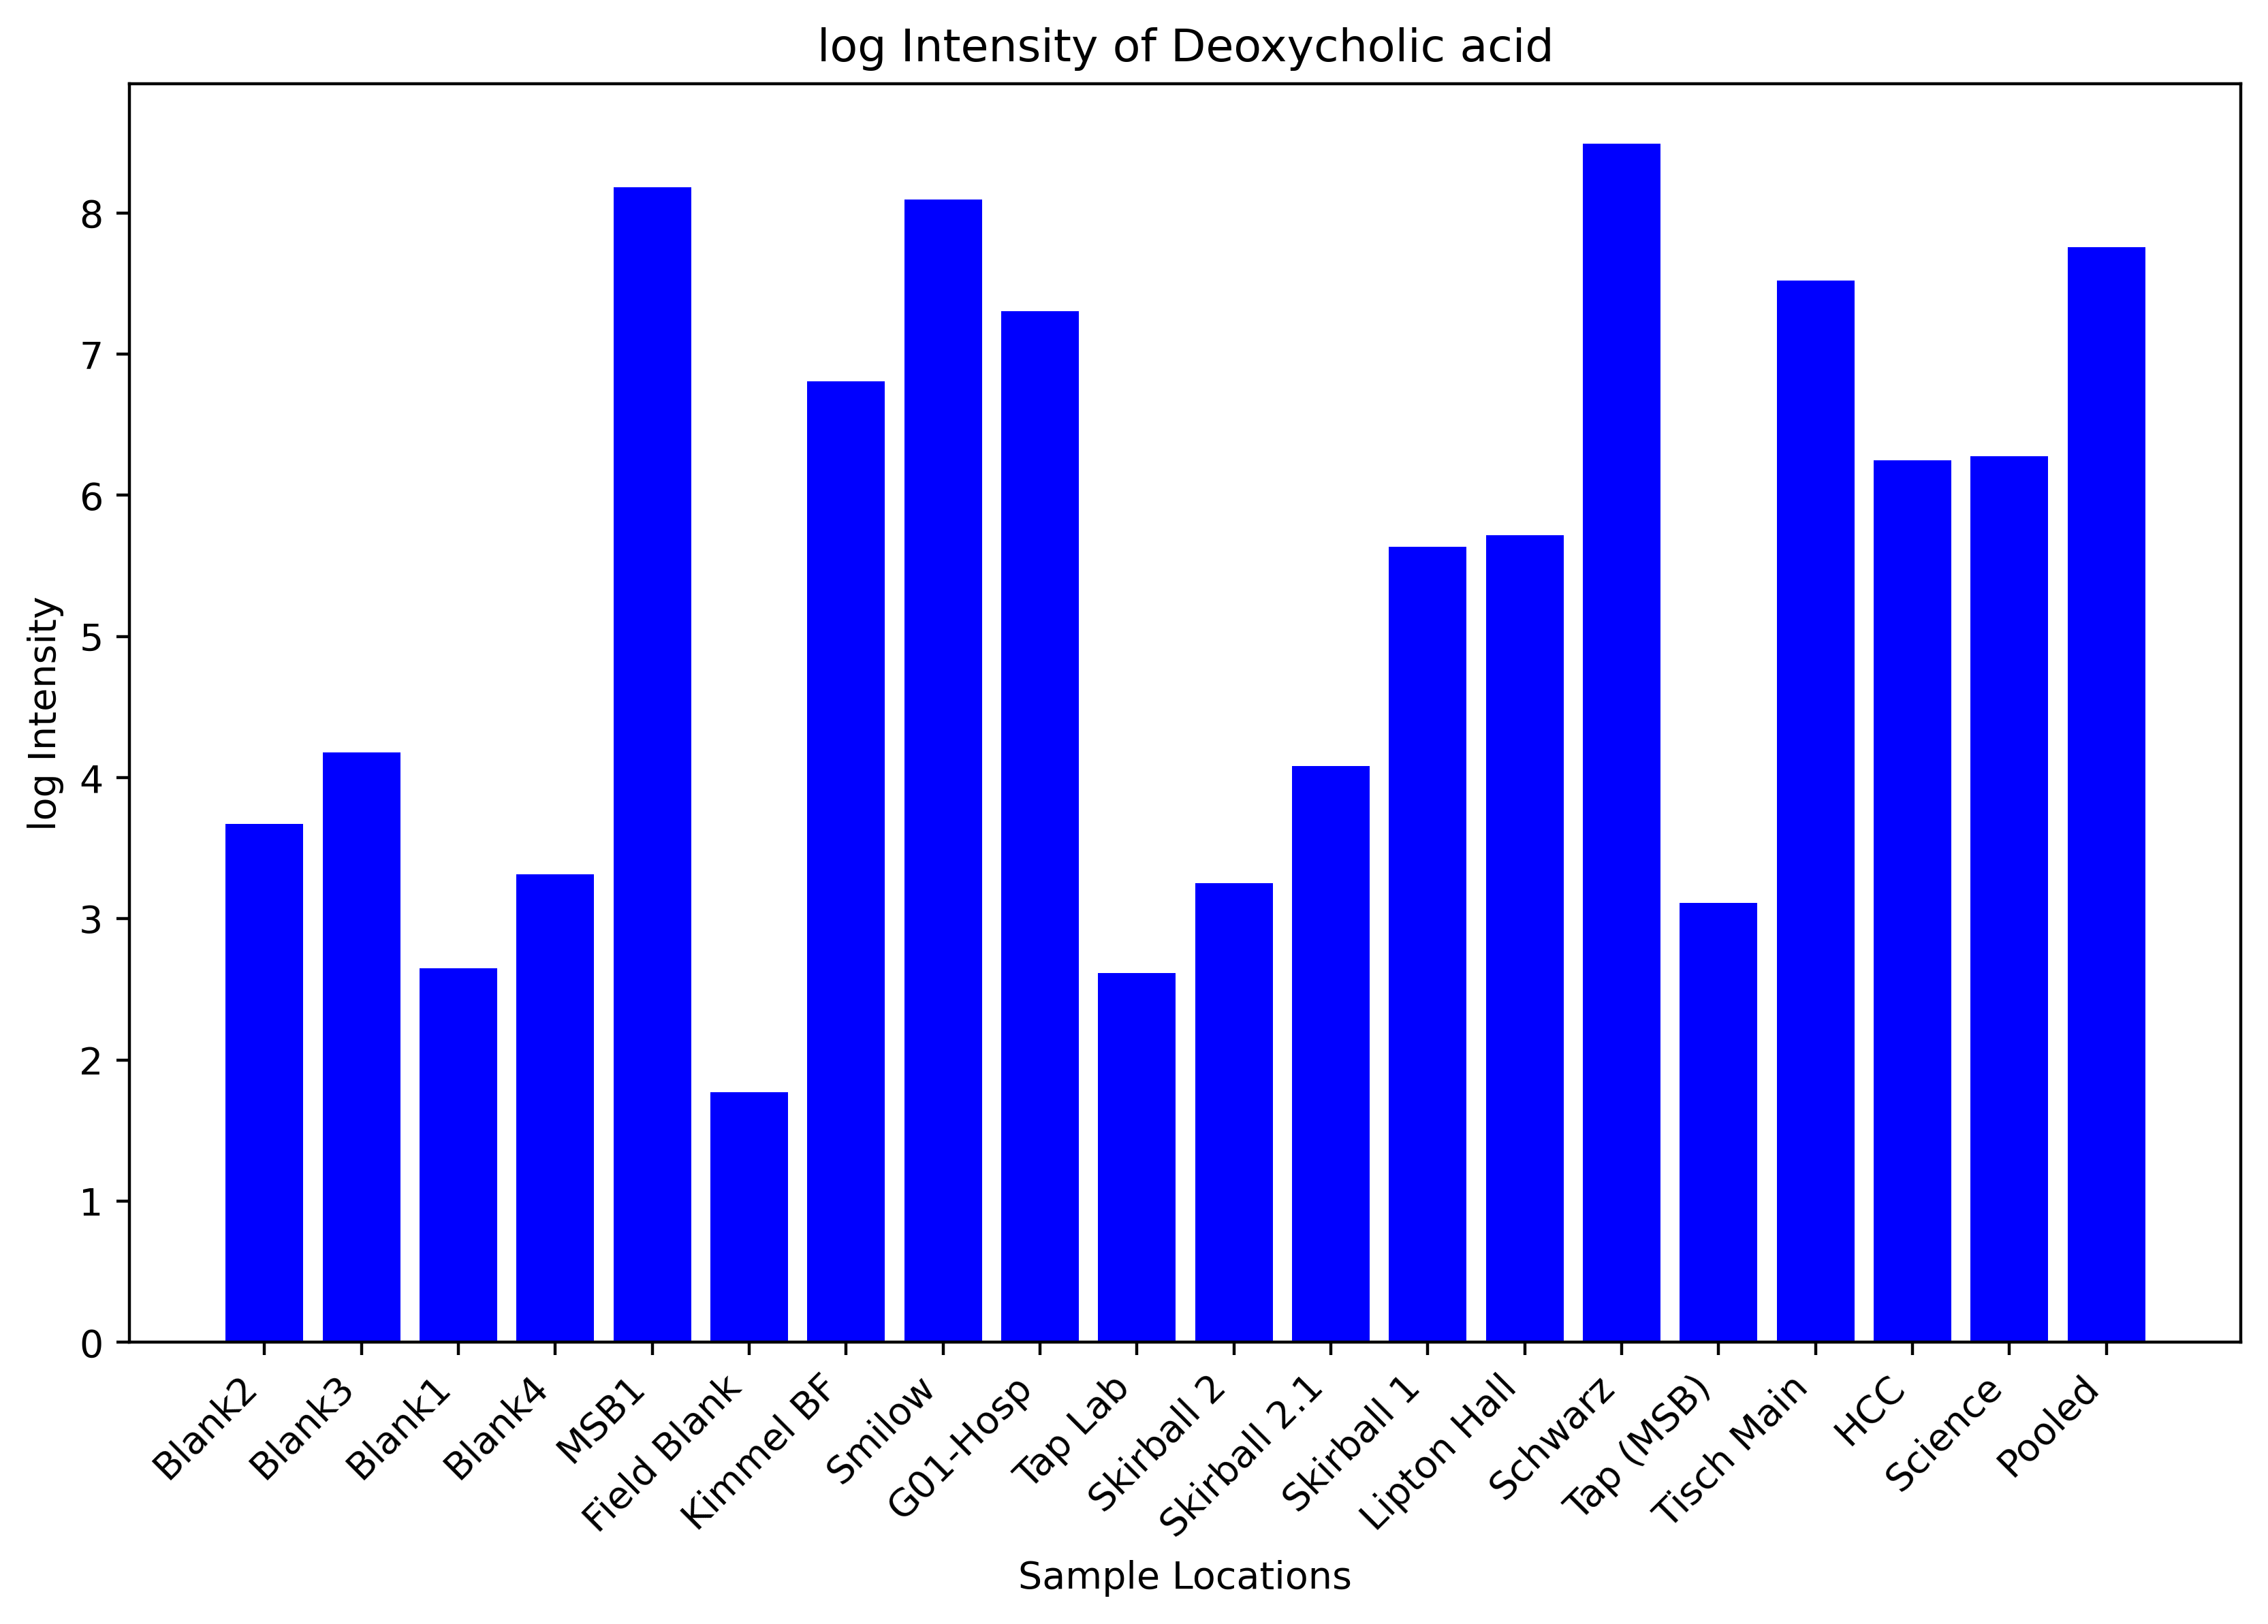 log Intensity of Deoxycholic acid
log Intensity
8
7
6
5
4
3
2
1
0
Blank2
Blank3
Blank1
Blank4
MSB1
Field Blank
Kimmel BF
Smilow
G01-Hosp
Tap Lab
Skirball 2
Skirball 2.1
Skirball 1
Lipton Hall
Schwarz
Tap (MSB)
Tisch Main
HCC
Science
Pooled
Sample Locations